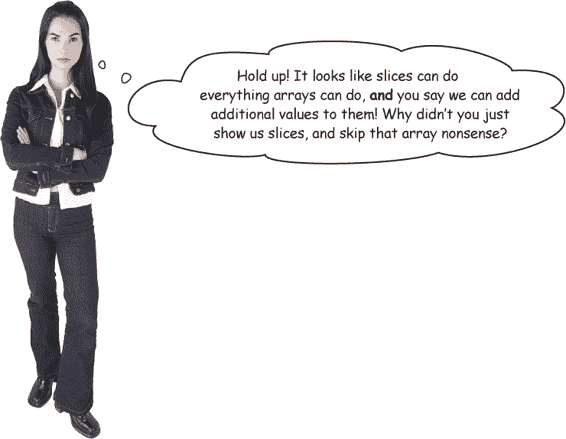 Hold up! It looks like slices can do
everything arrays can do, and you say we can add
additional values to them! Why didn't you just
show us slices, and skip that array nonsense?